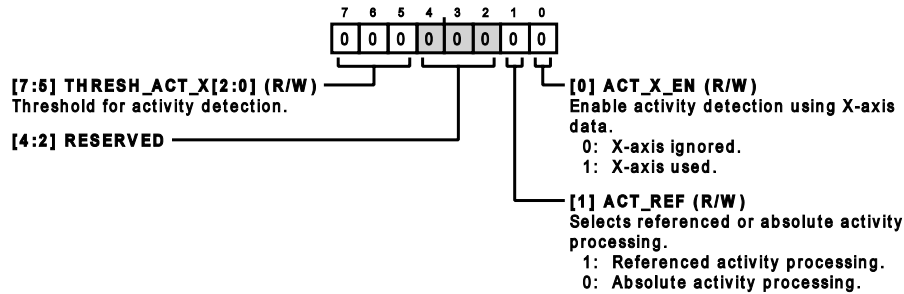 7 6 5 4 3 2 1 0
0 0 0 0 0 0 0 0
[7:5] THRESH_ACT_X[2:0] (R/W)
Threshold for activity detection.
[4:2] RESERVED
[0] ACT_X_EN (R/W)
Enable activity detection using X-axis
data.
0: X-axis ignored.
1: X-axis used.
[1] ACT_REF (R/W)
Selects referenced or absolute activity
processing.
1: Referenced activity processing.
0: Absolute activity processing.